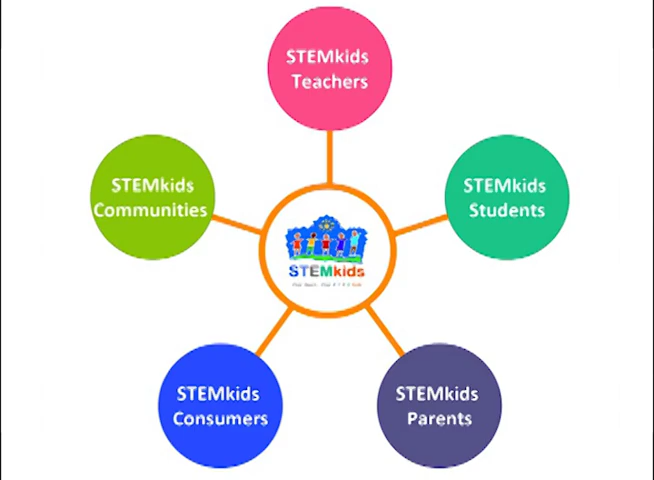 STEMkids
Teachers
STEMkids
Communities
STEMkids
Students
STEMkids
STEMkids
Consumers
STEMkids
Parents